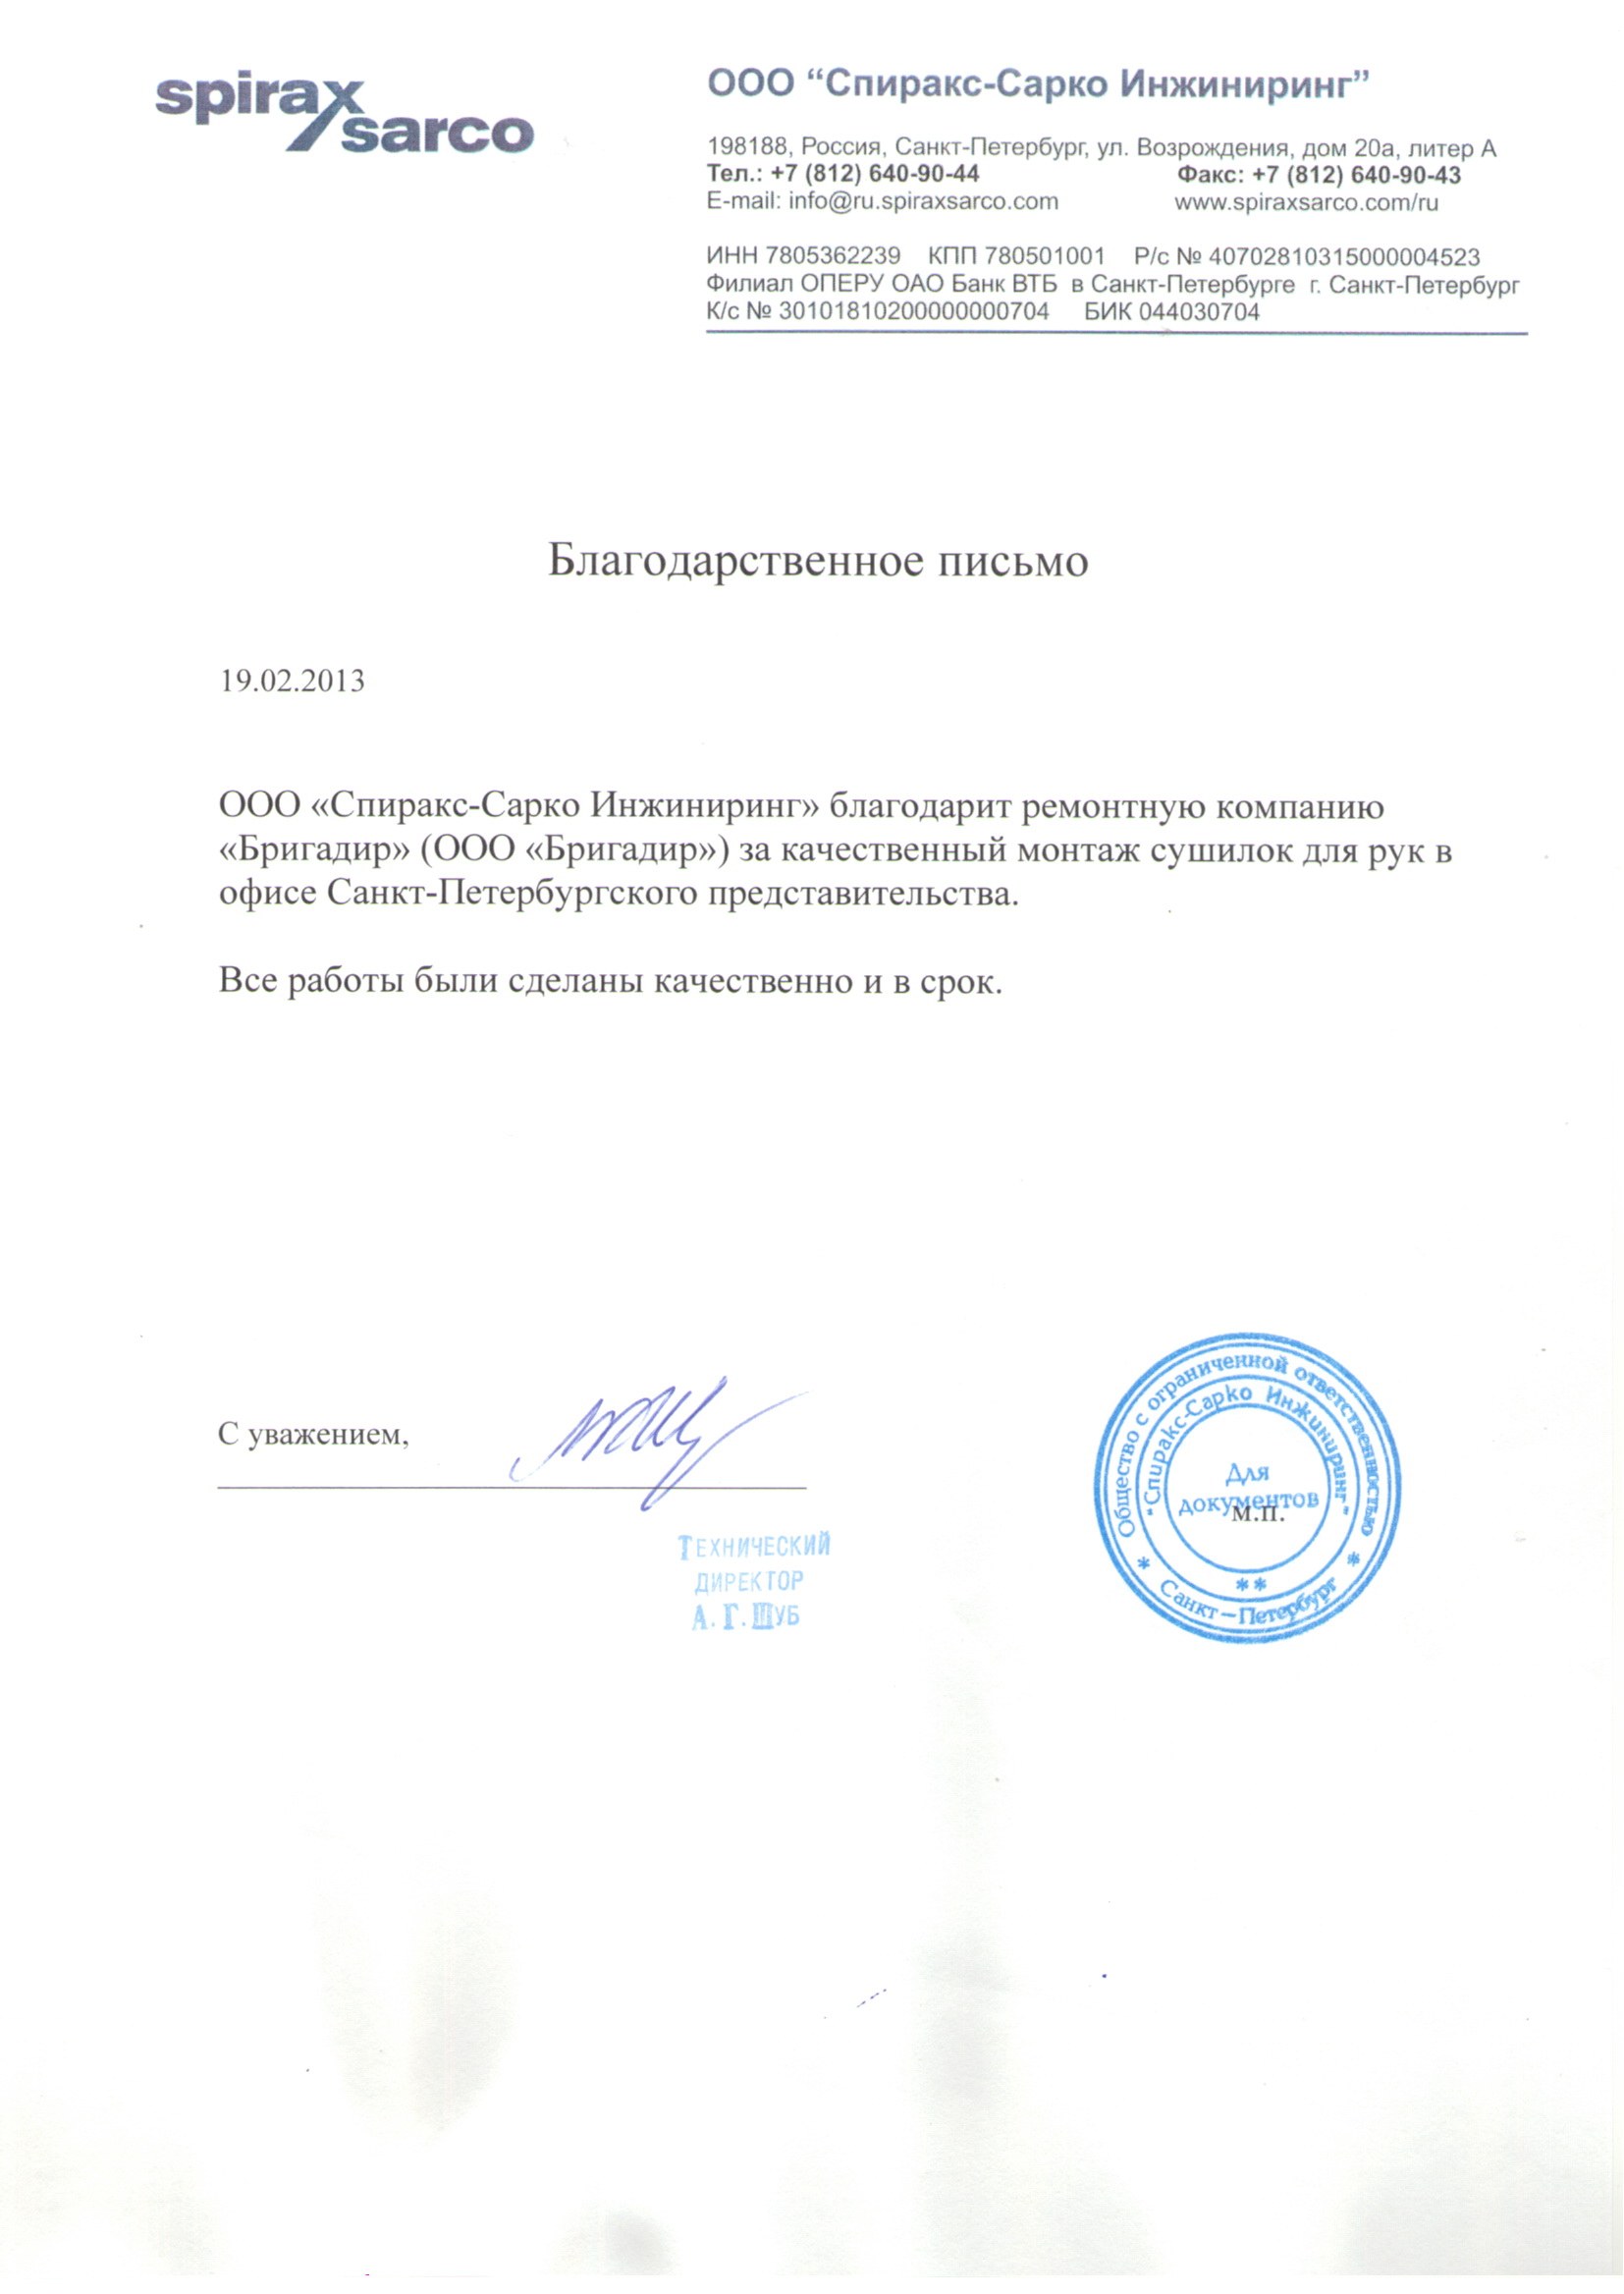 spirax
sarco
ООО “Спиракс-Сарко Инжиниринг”
198188, Россия, Санкт-Петербург, ул. Возрождения, дом 20а, литер А
Тел.: +7 (812) 640-90-44 Факс: +7 (812) 640-90-43
E-mail: info@ru.spiraxsarco.com www.spiraxsarco.com/ru
ИНН 7805362239 КПП 780501001 Р/с № 40702810315000004523
Филиал ОПЕРУ ОАО Банк ВТБ в Санкт-Петербурге г. Санкт-Петербург
К/с № 30101810200000000704 БИК 044030704
Благодарственное письмо
19.02.2013
ООО «Спиракс-Сарко Инжиниринг» благодарит ремонтную компанию
«Бригадир» (ООО «Бригадир») за качественный монтаж сушилок для рук в
офисе Санкт-Петербургского представительства.
Все работы были сделаны качественно и в срок.
С уважением,
Технический
директор
А.Г.Шуб
Общество с ограниченной ответственностью
"Спиракс-Сарко Инжиниринг"
Для
документов
м.п.
* *
* Санкт-Петербург *